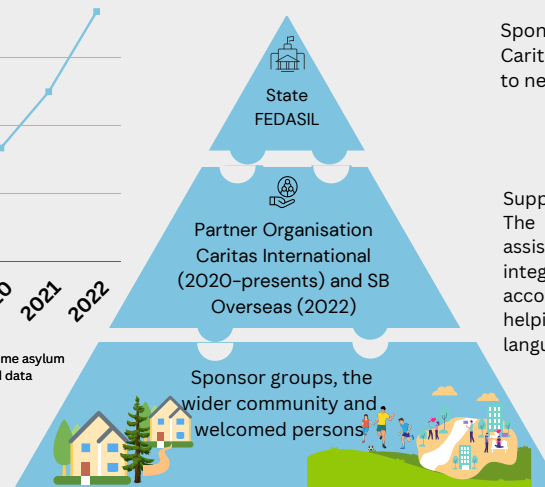 State
FEDASIL
Partner Organisation
Caritas International
(2020-presents) and SB
Overseas (2022)
Sponsor groups, the
wider community and
welcomed persons
2021
2022
me asylum
data
Spon
Carit
to ne
Supp
The
assis
integ
acco
helpi
langu